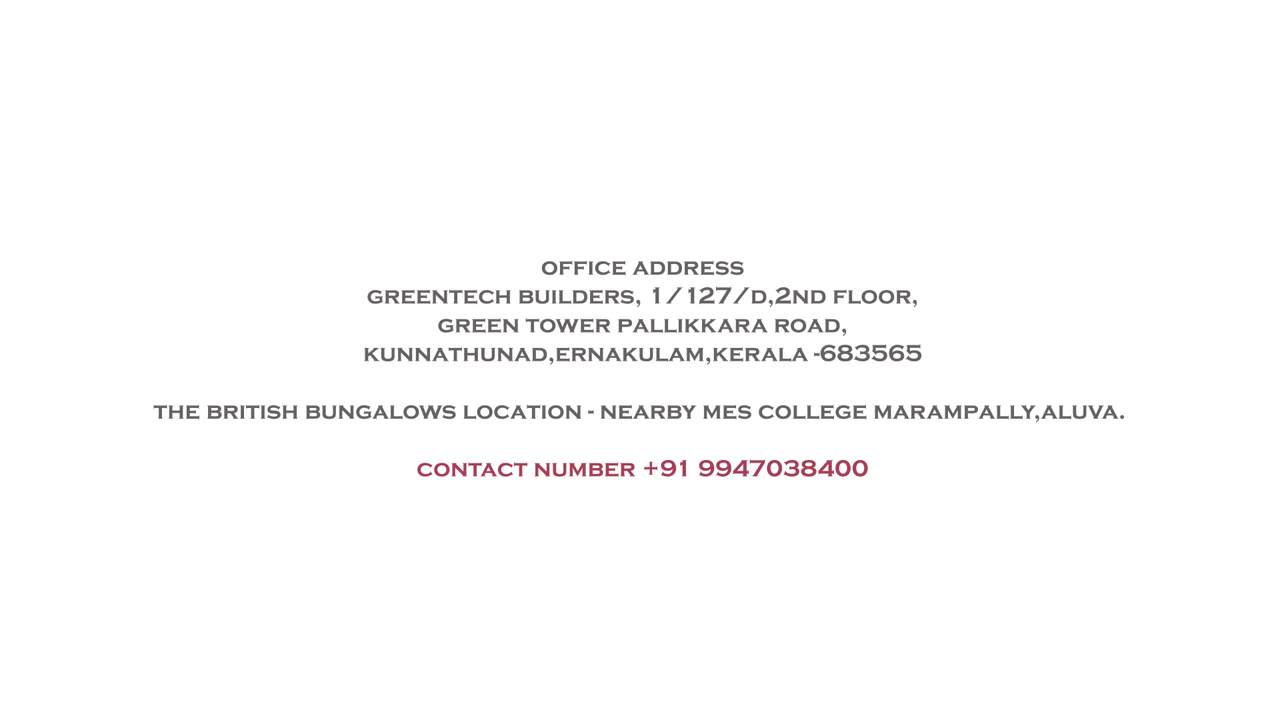 OFFICE ADDRESS
GREENTECH BUILDERS, 1/127/D,2ND FLOOR,
GREEN TOWER PALLIKKARA ROAD,
KUNNATHUNAD,ERNAKULAM,KERALA -683565
THE BRITISH BUNGALOWS LOCATION - NEARBY MES COLLEGE MARAMPALLY,ALUVA.
CONTACT NUMBER +91 9947038400